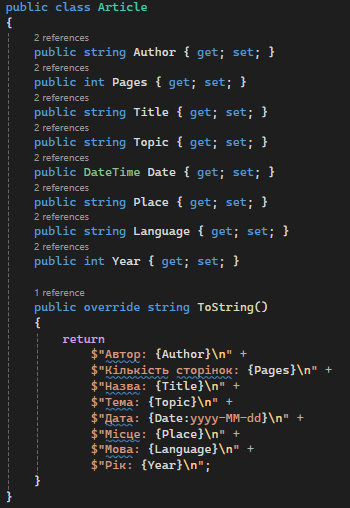 public class Article
{
2 references
public string Author { get; set; }
2 references
public int Pages { get; set; }
2 references
public string Title { get; set; }
2 references
public string Topic { get; set; }
2 references
public DateTime Date { get; set; }
2 references
public string Place { get; set; }
2 references
public string Language { get; set; }
2 references
public int Year { get; set; }
1 reference
public override string ToString()
{
return
$"Автор: {Author}\n" +
$"Кількість сторінок: {Pages}\n" +
$"Назва: {Title}\n" +
$"Тема: {Topic}\n" +
$"Дата: {Date:yyyy-MM-dd}\n" +
$"Місце: {Place}\n" +
$"Мова: {Language}\n" +
$"Рік: {Year}\n";
}
}